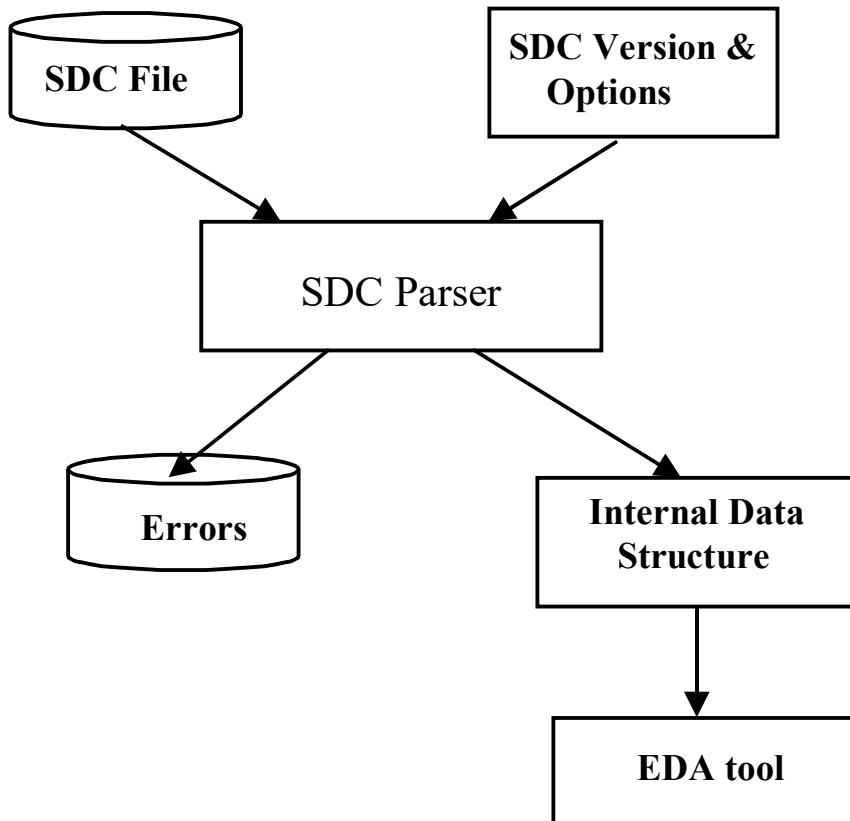 SDC File
SDC Version &
Options
SDC Parser
Errors
Internal Data
Structure
EDA tool